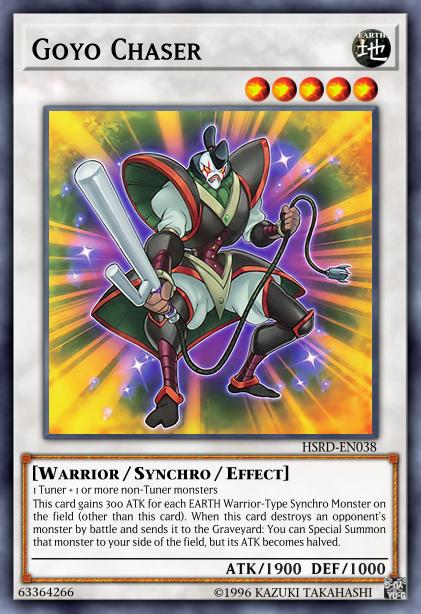 GOYO CHASER
EARTH
地
HSRD-EN038
[WARRIOR / SYNCHRO / EFFECT]
1 Tuner + 1 or more non-Tuner monsters
This card gains 300 ATK for each EARTH Warrior-Type Synchro Monster on
the field (other than this card). When this card destroys an opponent's
monster by battle and sends it to the Graveyard: You can Special Summon
that monster to your side of the field, but its ATK becomes halved.
ATK/1900 DEF/1000
63364266
©1996 KAZUKI TAKAHASHI